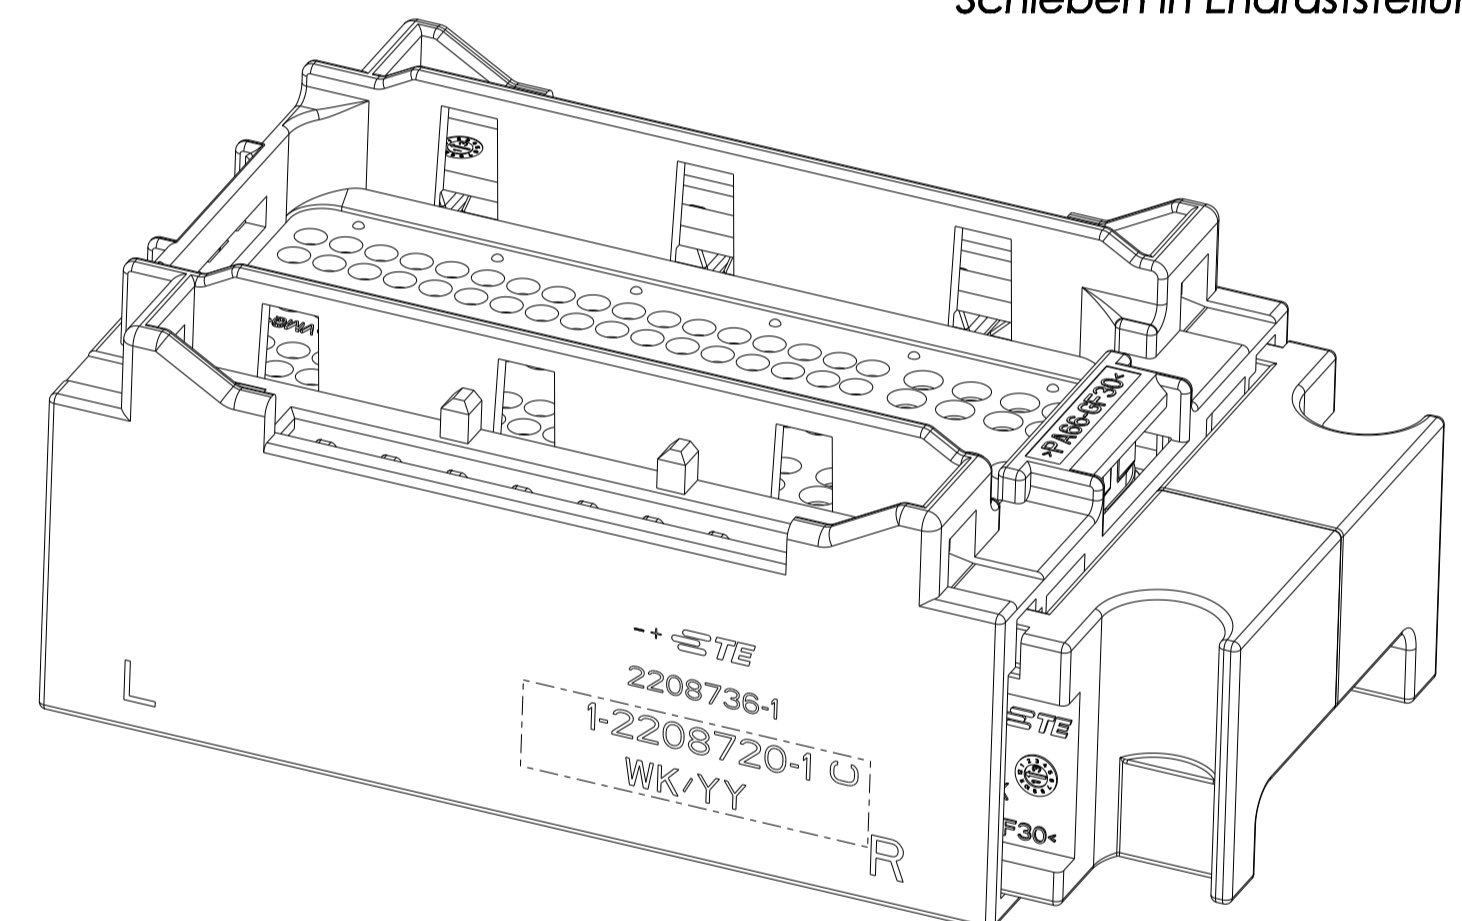 Schieben in Endraststellun
>PA66-GF30<
-+ TE
2208736-1
1-2208720-1 C
WK/YY
L
R
TE
F30<